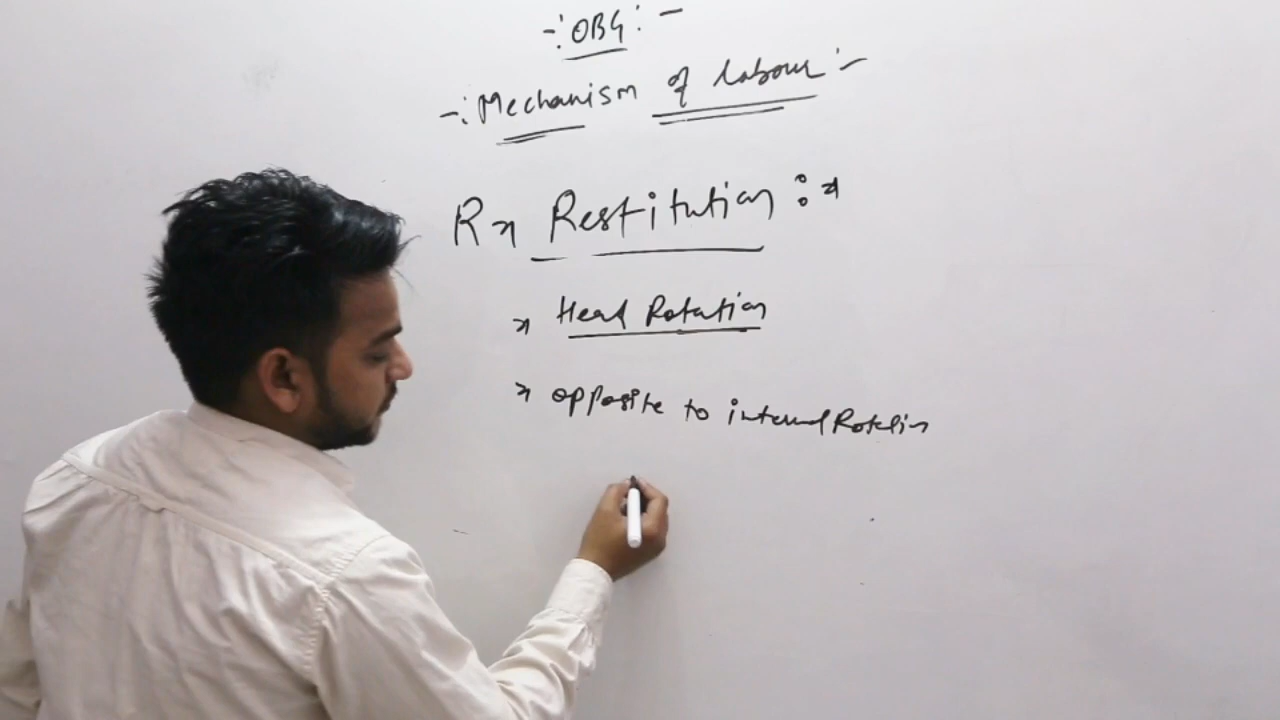 -: OBG :-
-: Mechanism of labour :-
R x Restitution : x
x Head Rotation
x opposite to internal Rotation